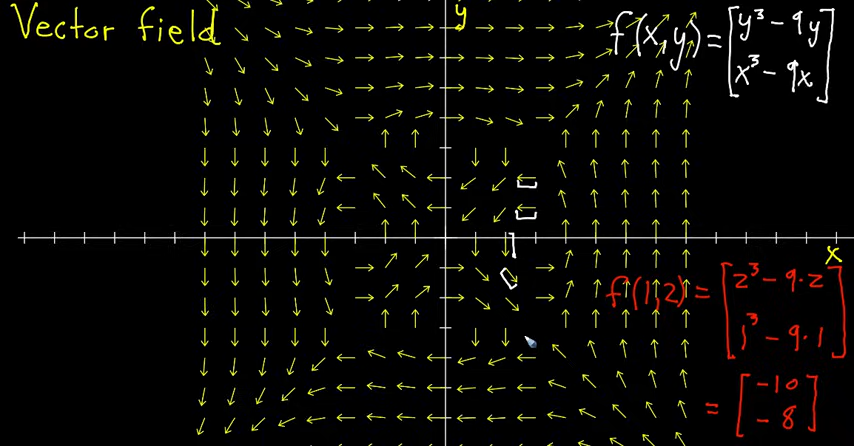 Vector field
y
f(x,y) = [y³ - 9y
x³ - 9x]
x
f(1,2) = [2³ - 9·2
1³ - 9·1]
= [-10
-8]